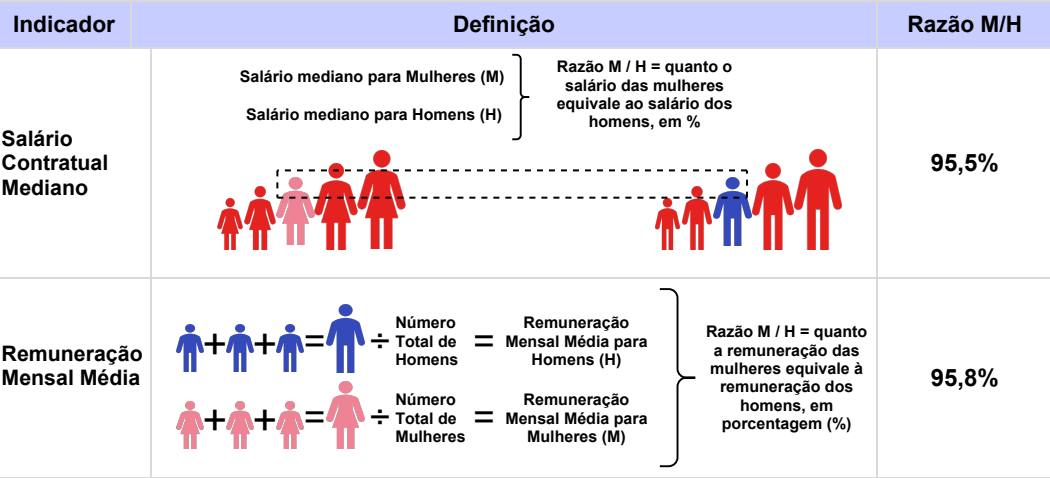 Indicador
Definição
Razão M/H
Salário
Contratual
Mediano
Salário mediano para Mulheres (M)
Salário mediano para Homens (H)
Razão M / H = quanto o
salário das mulheres
equivale ao salário dos
homens, em %
95,5%
Remuneração
Mensal Média
+
+
=
÷
Número
Total de
Homens
=
Remuneração
Mensal Média para
Homens (H)
+
+
=
÷
Número
Total de
Mulheres
=
Remuneração
Mensal Média para
Mulheres (M)
Razão M / H = quanto
a remuneração das
mulheres equivale à
remuneração dos
homens, em
porcentagem (%)
95,8%